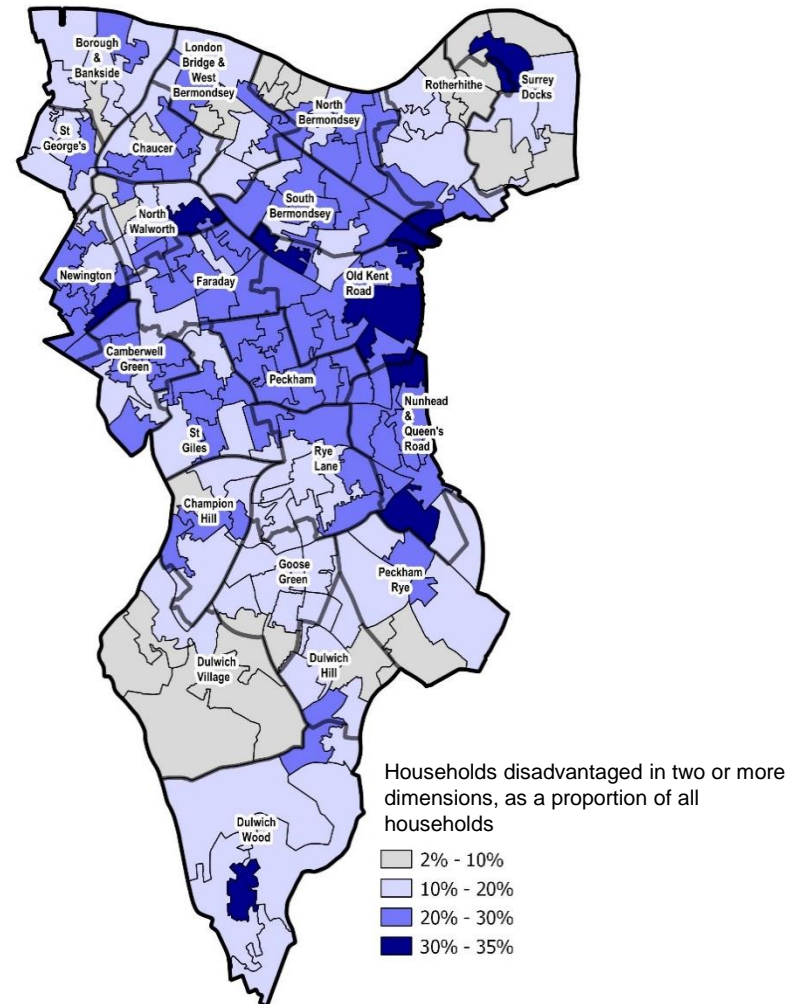 Borough
&
Bankside
London
Bridge &
West
Bermondsey
Rotherhithe
Surrey
Docks
North
Bermondsey
St
George's
Chaucer
South
Bermondsey
North
Walworth
Newington
Faraday
Old Kent
Road
Camberwell
Green
Peckham
Nunhead
&
Queen's
Road
St
Giles
Rye
Lane
Champion
Hill
Goose
Green
Peckham
Rye
Dulwich
Village
Dulwich
Hill
Dulwich
Wood
Households disadvantaged in two or more
dimensions, as a proportion of all
households
2% - 10%
10% - 20%
20% - 30%
30% - 35%